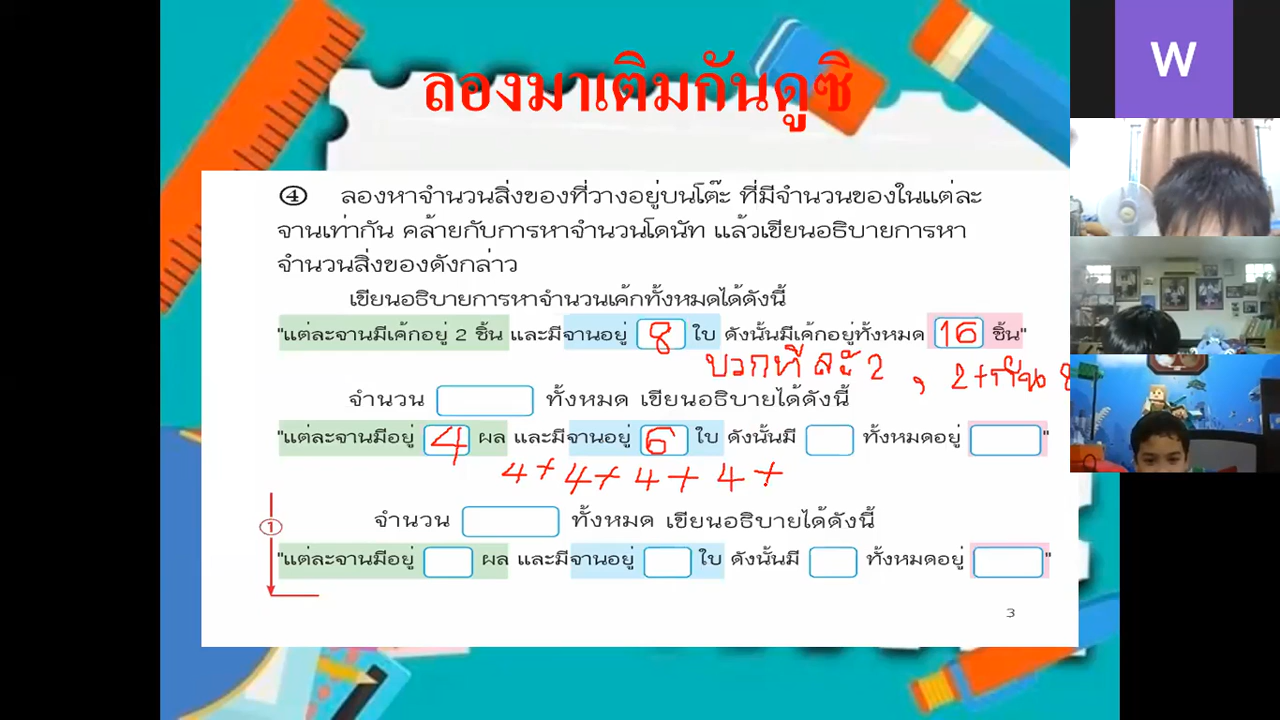 ลองมาเติมกันดูซิ
W
④ ลองหาจำนวนสิ่งของที่วางอยู่บนโต๊ะ ที่มีจำนวนของในแต่ละ
จานเท่ากัน คล้ายกับการหาจำนวนโดนัท แล้วเขียนอธิบายการหา
จำนวนสิ่งของดังกล่าว
เขียนอธิบายการหาจำนวนเค้กทั้งหมดได้ดังนี้
"แต่ละจานมีเค้กอยู่ 2 ชิ้น และมีจานอยู่ 8 ใบ ดังนั้นมีเค้กอยู่ทั้งหมด 16 ชิ้น"
บวกทีละ 2 , 2+กัน 8
จำนวน ทั้งหมด เขียนอธิบายได้ดังนี้
"แต่ละจานมีอยู่ 4 ผล และมีจานอยู่ 6 ใบ ดังนั้นมี ทั้งหมดอยู่ "
4+ 4+ 4+ 4+
จำนวน ทั้งหมด เขียนอธิบายได้ดังนี้
①
"แต่ละจานมีอยู่ ผล และมีจานอยู่ ใบ ดังนั้นมี ทั้งหมดอยู่ "
3